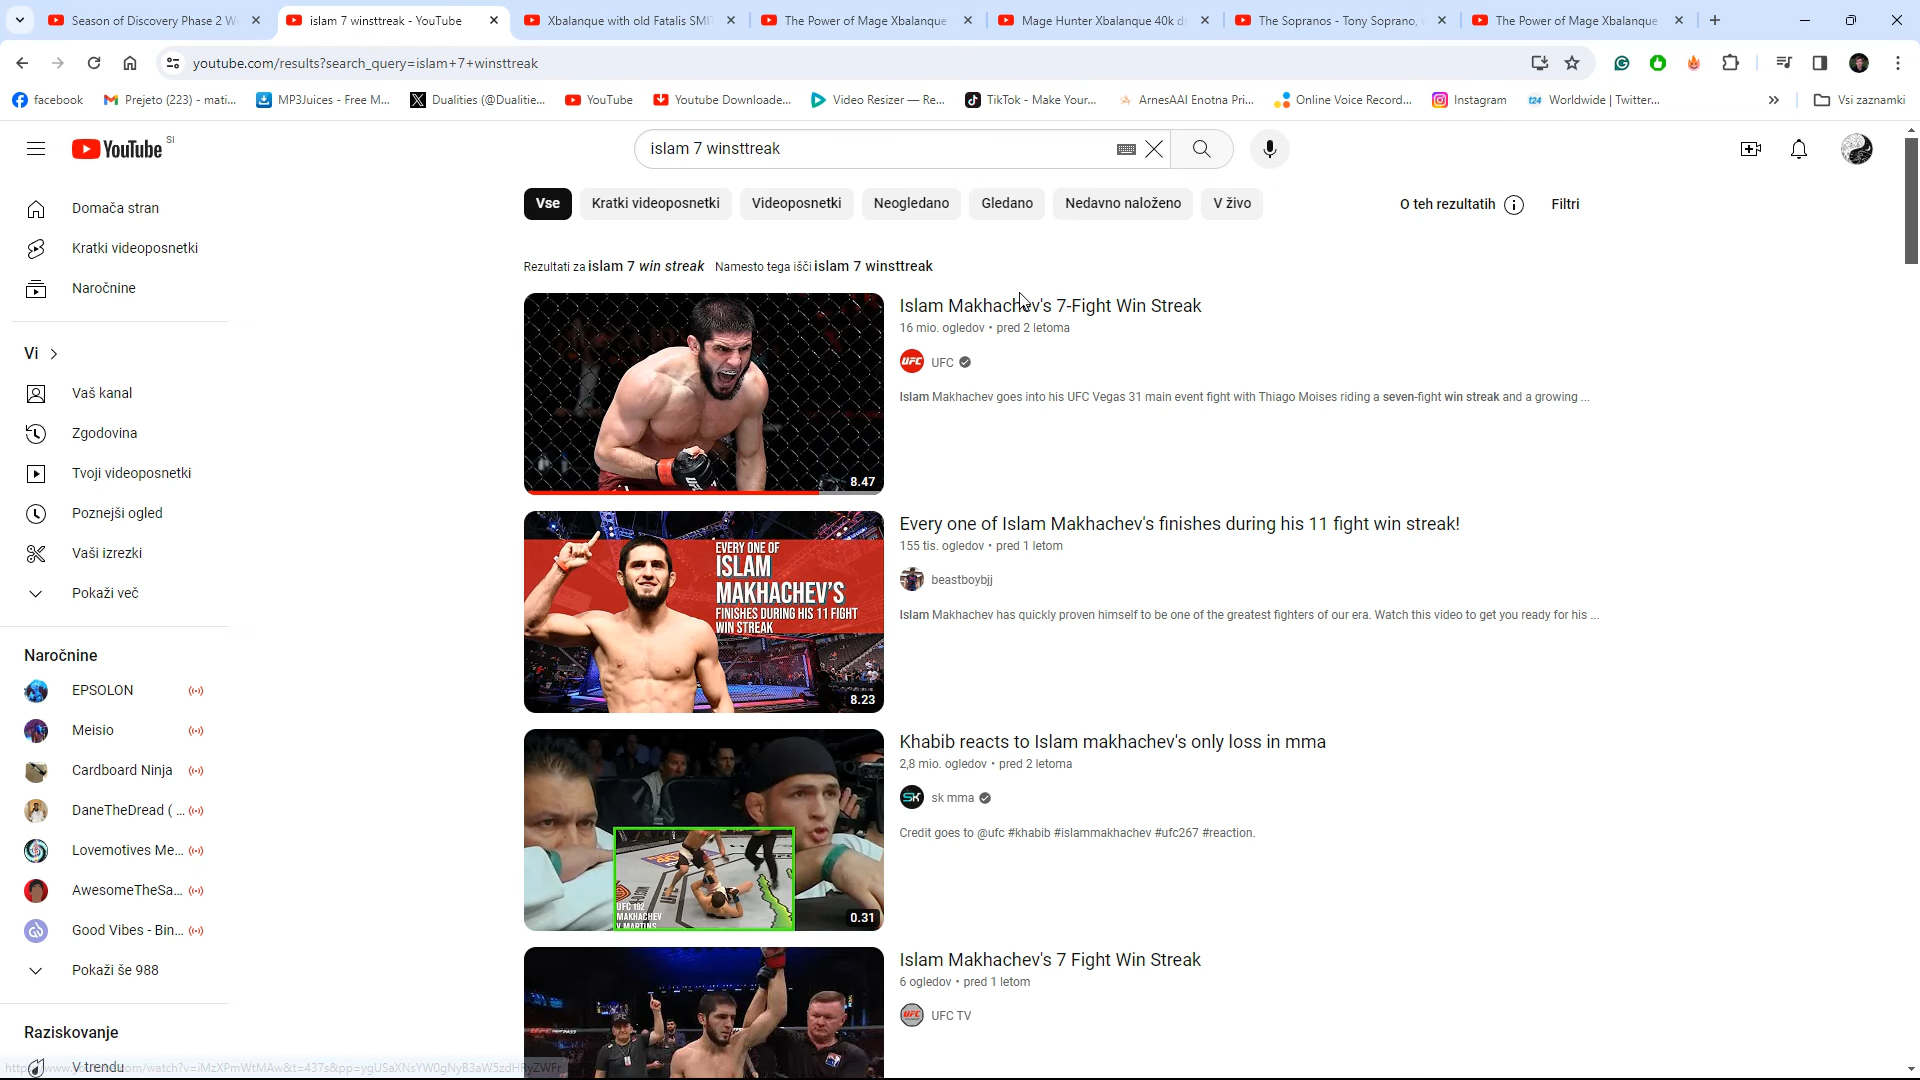 Season of Discovery Phase 2 W
islam 7 winsttreak - YouTube
Xbalanque with old Fatalis SMI
The Power of Mage Xbalanque
Mage Hunter Xbalanque 40k d
The Sopranos - Tony Soprano,
The Power of Mage Xbalanque
youtube.com/results?search_query=islam+7+winsttreak
facebook
Prejeto (223) - mati...
MP3Juices - Free M...
Dualities (@Dualitie...
YouTube
Youtube Downloade...
Video Resizer — Re...
TikTok - Make Your...
ArnesAAI Enotna Pri...
Online Voice Record...
Instagram
Worldwide | Twitter...
Vsi zaznamki
YouTube SI
islam 7 winsttreak
Vse
Kratki videoposnetki
Videoposnetki
Neogledano
Gledano
Nedavno naloženo
V živo
O teh rezultatih
Filtri
Domača stran
Kratki videoposnetki
Naročnine
Vi
Vaš kanal
Zgodovina
Tvoji videoposnetki
Poznejši ogled
Vaši izrezki
Pokaži več
Naročnine
EPSOLON
Meisio
Cardboard Ninja
DaneTheDread ( ...
Lovemotives Me...
AwesomeTheSa...
Good Vibes - Bin...
Pokaži še 988
Raziskovanje
V trendu
Rezultati za islam 7 win streak Namesto tega išči islam 7 winsttreak
8.47
Islam Makhachev's 7-Fight Win Streak
16 mio. ogledov • pred 2 letoma
UFC
Islam Makhachev goes into his UFC Vegas 31 main event fight with Thiago Moises riding a seven-fight win streak and a growing ...
EVERY ONE OF
ISLAM
MAKHACHEV'S
FINISHES DURING HIS 11 FIGHT
WIN STREAK
8.23
Every one of Islam Makhachev's finishes during his 11 fight win streak!
155 tis. ogledov • pred 1 letom
beastboybjj
Islam Makhachev has quickly proven himself to be one of the greatest fighters of our era. Watch this video to get you ready for his ...
UFC 192
MAKHACHEV
V MARTINS
0.31
Khabib reacts to Islam makhachev's only loss in mma
2,8 mio. ogledov • pred 2 letoma
SK
sk mma
Credit goes to @ufc #khabib #islammakhachev #ufc267 #reaction.
Islam Makhachev's 7 Fight Win Streak
6 ogledov • pred 1 letom
UFC TV